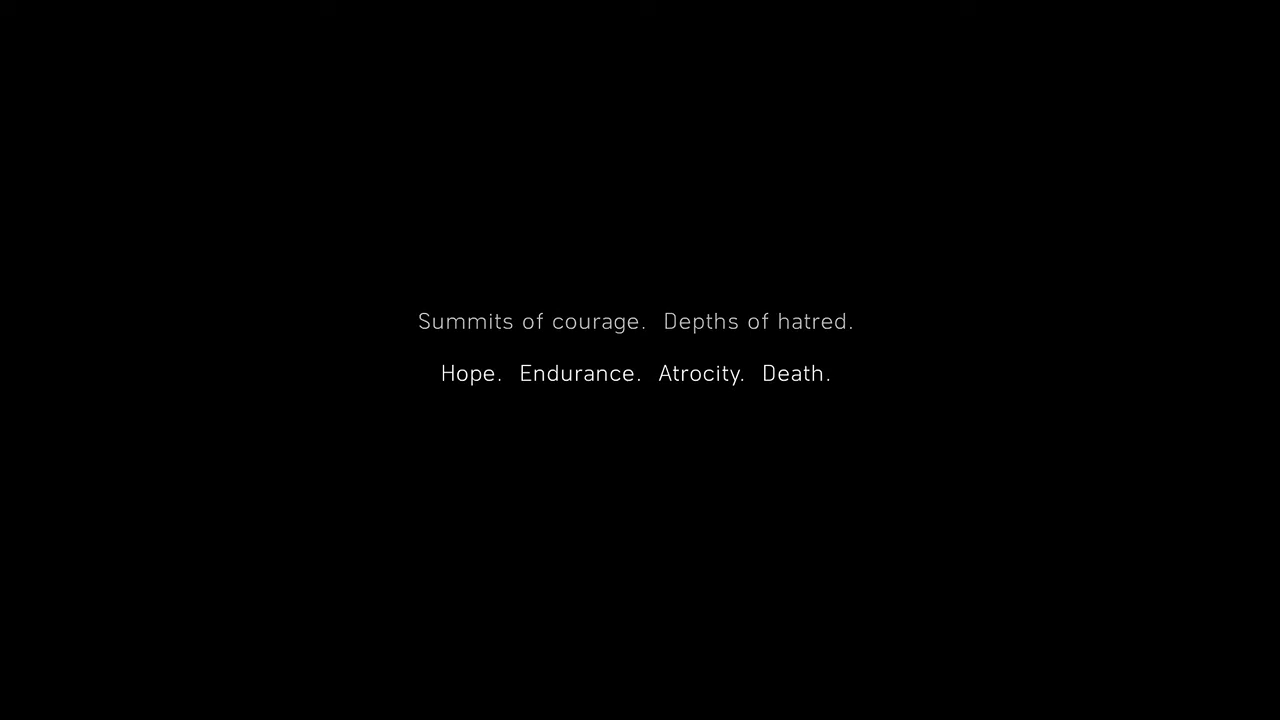 Summits of courage. Depths of hatred.
Hope. Endurance. Atrocity. Death.